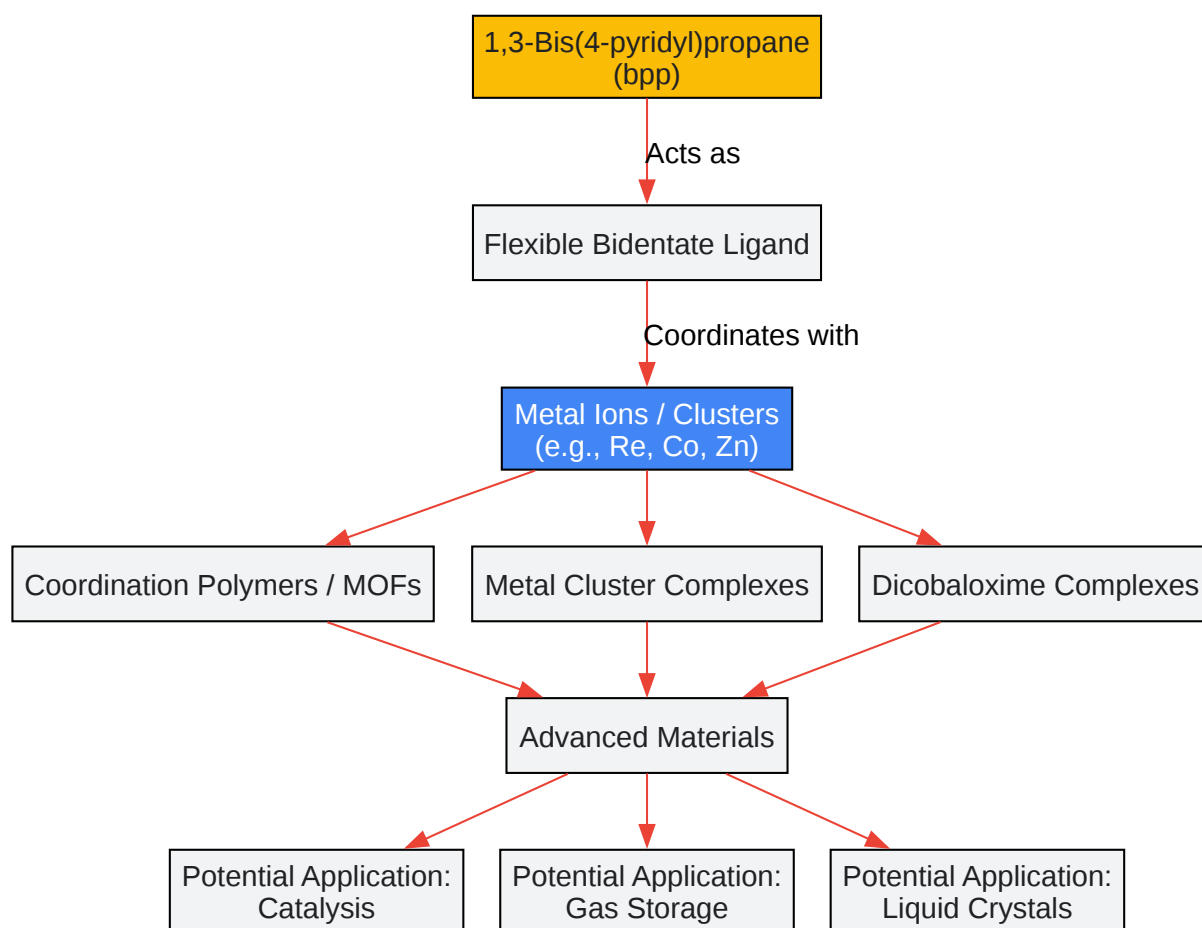 1,3-Bis(4-pyridyl)propane
(bpp)
Acts as
Flexible Bidentate Ligand
Coordinates with
Metal Ions / Clusters
(e.g., Re, Co, Zn)
Coordination Polymers / MOFs
Metal Cluster Complexes
Dicobaloxime Complexes
Advanced Materials
Potential Application:
Catalysis
Potential Application:
Gas Storage
Potential Application:
Liquid Crystals